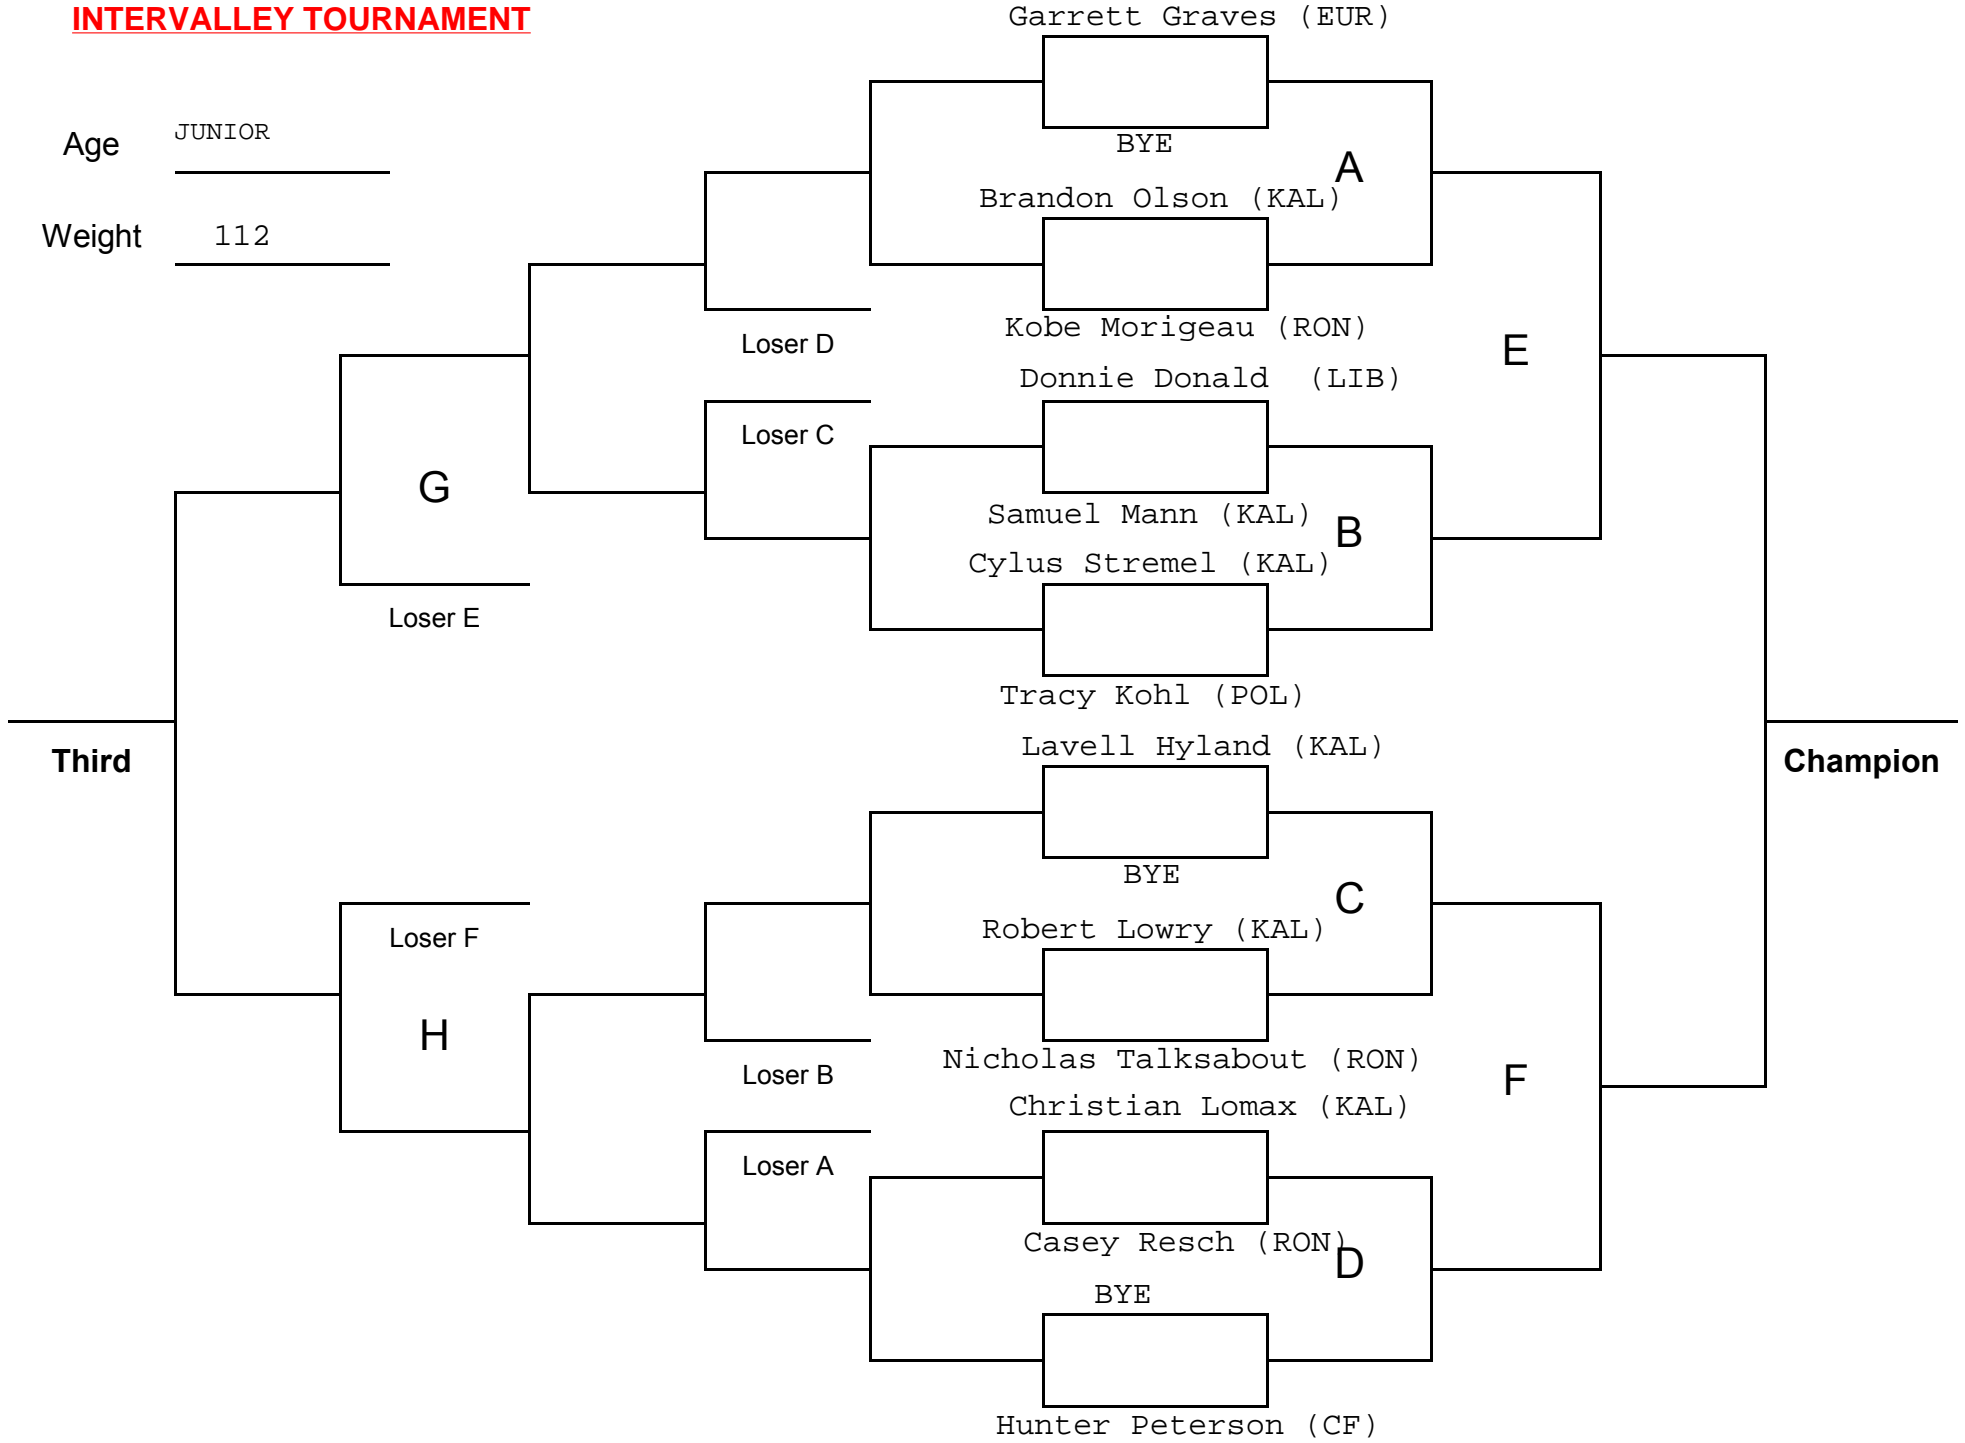 INTERVALLEY TOURNAMENT
Garrett Graves (EUR)
Age JUNIOR
BYE
A
Brandon Olson (KAL)
Weight 112
Kobe Morigeau (RON)
Loser D
E
Donnie Donald (LIB)
Loser C
G
Samuel Mann (KAL)
B
Cylus Stremel (KAL)
Loser E
Tracy Kohl (POL)
Lavell Hyland (KAL)
Third
Champion
BYE
C
Robert Lowry (KAL)
Loser F
H
Nicholas Talksabout (RON)
Loser B
F
Christian Lomax (KAL)
Loser A
Casey Resch (RON)
D
BYE
Hunter Peterson (CF)